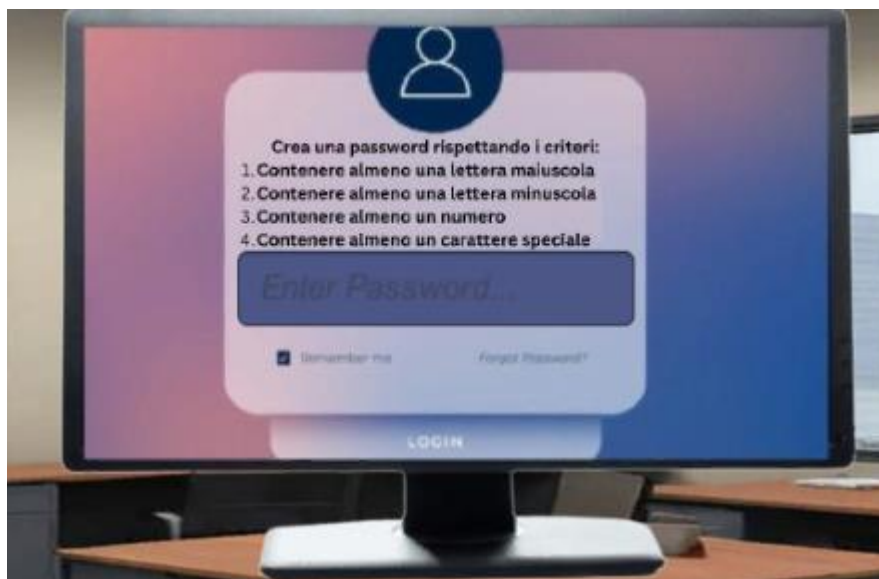 Crea una password rispettando i criteri:
1. Contenere almeno una lettera maiuscola
2. Contenere almeno una lettera minuscola
3. Contenere almeno un numero
4. Contenere almeno un carattere speciale
Enter Password...
Remember me Forgot Password?
LOGIN